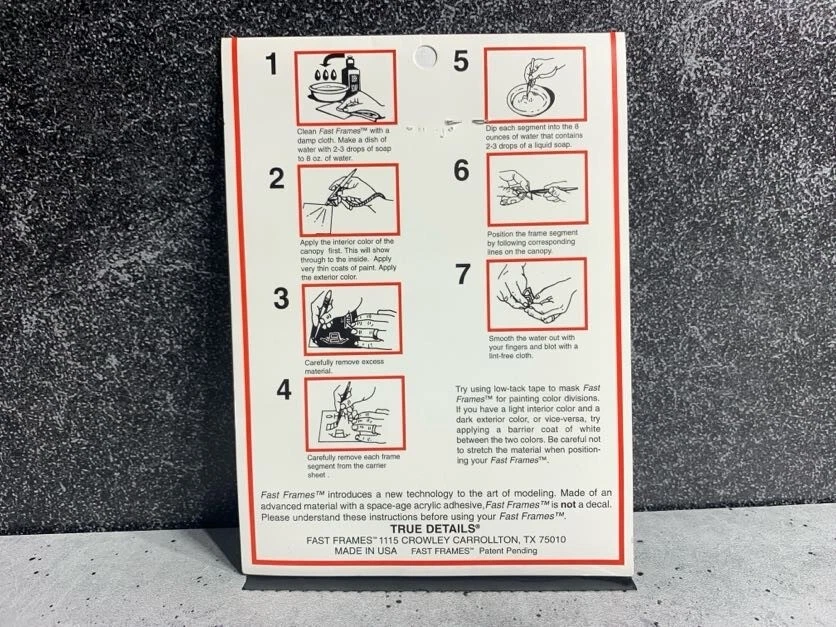 1
Clean Fast Frames™ with a
damp cloth. Make a dish of
water with 2-3 drops of soap
to 8 oz. of water.
2
Apply the interior color of the
canopy first. This will show
through to the inside. Apply
very thin coats of paint. Apply
the exterior color.
3
Carefully remove excess
material.
4
Carefully remove each frame
segment from the carrier
sheet .
5
Dip each segment into the 8
ounces of water that contains
2-3 drops of a liquid soap.
6
Position the frame segment
by following corresponding
lines on the canopy.
7
Smooth the water out with
your fingers and blot with a
lint-free cloth.
Try using low-tack tape to mask Fast
Frames™ for painting color divisions.
If you have a light interior color and a
dark exterior color, or vice-versa, try
applying a barrier coat of white
between the two colors. Be careful not
to stretch the material when position-
ing your Fast Frames™.
Fast Frames™ introduces a new technology to the art of modeling. Made of an
advanced material with a space-age acrylic adhesive, Fast Frames™ is not a decal.
Please understand these instructions before using your Fast Frames™.
TRUE DETAILS®
FAST FRAMES™ 1115 CROWLEY CARROLLTON, TX 75010
MADE IN USA FAST FRAMES™ Patent Pending